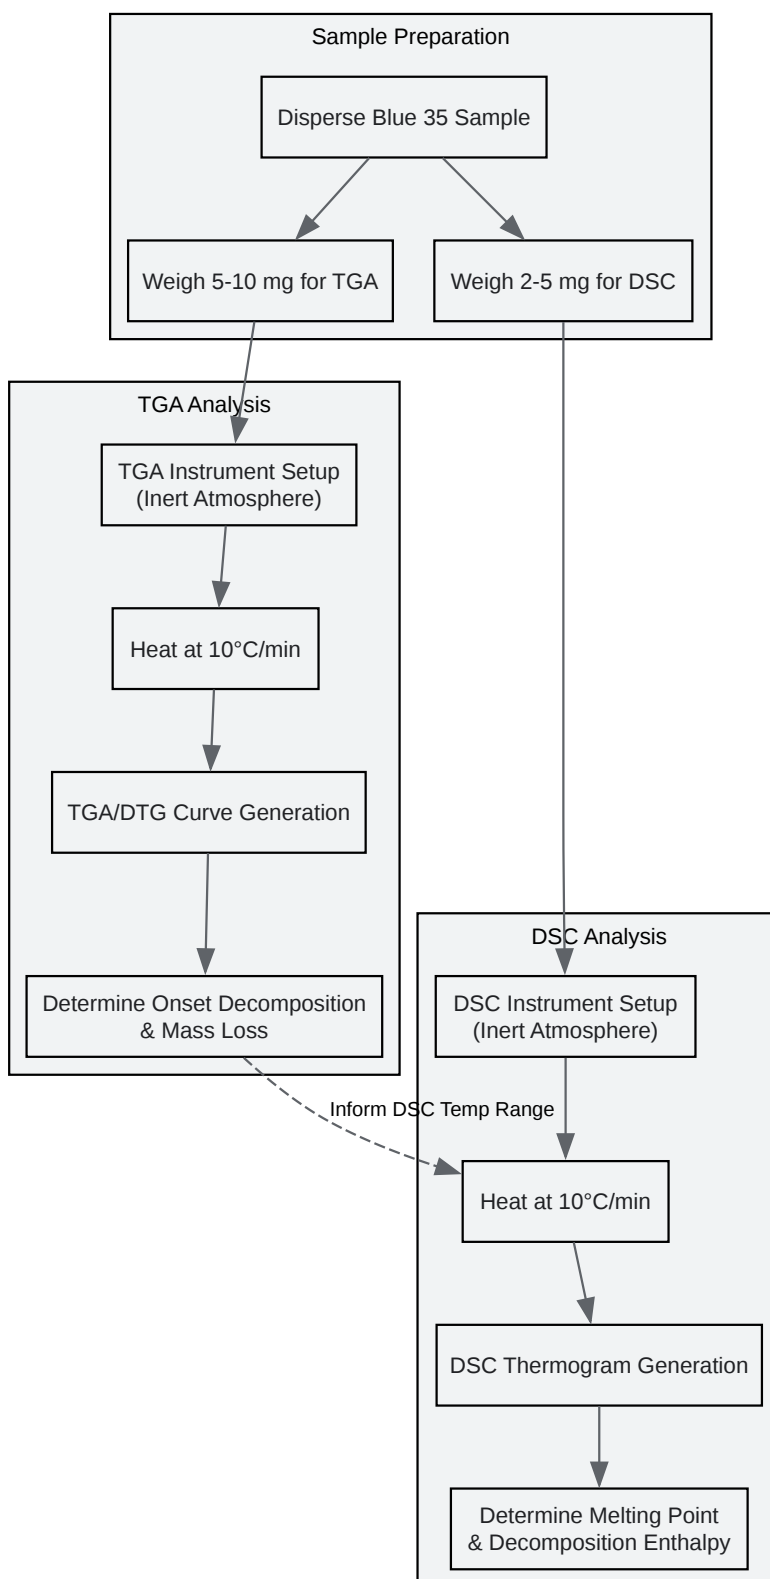 Sample Preparation
Disperse Blue 35 Sample
Weigh 5-10 mg for TGA
Weigh 2-5 mg for DSC
TGA Analysis
TGA Instrument Setup
(Inert Atmosphere)
Heat at 10°C/min
TGA/DTG Curve Generation
Determine Onset Decomposition
& Mass Loss
Inform DSC Temp Range
DSC Analysis
DSC Instrument Setup
(Inert Atmosphere)
Heat at 10°C/min
DSC Thermogram Generation
Determine Melting Point
& Decomposition Enthalpy